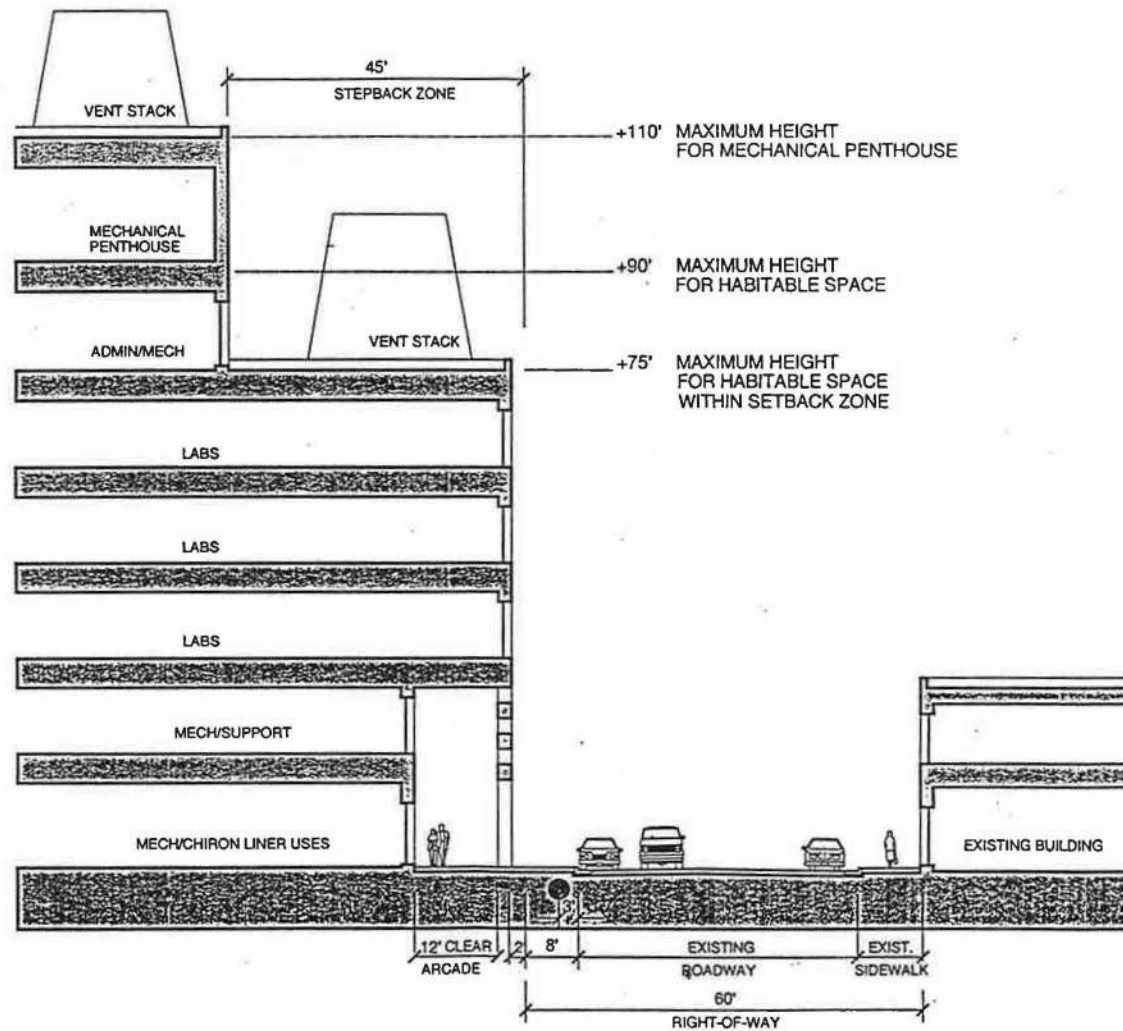 45'
STEPBACK ZONE
VENT STACK
+110' MAXIMUM HEIGHT
FOR MECHANICAL PENTHOUSE
MECHANICAL
PENTHOUSE
+90' MAXIMUM HEIGHT
FOR HABITABLE SPACE
ADMIN/MECH
VENT STACK
+75' MAXIMUM HEIGHT
FOR HABITABLE SPACE
WITHIN SETBACK ZONE
LABS
LABS
LABS
MECH/SUPPORT
MECH/CHIRON LINER USES
EXISTING BUILDING
3'
12' CLEAR
ARCADE
2'
8'
EXISTING
ROADWAY
EXIST.
SIDEWALK
60'
RIGHT-OF-WAY